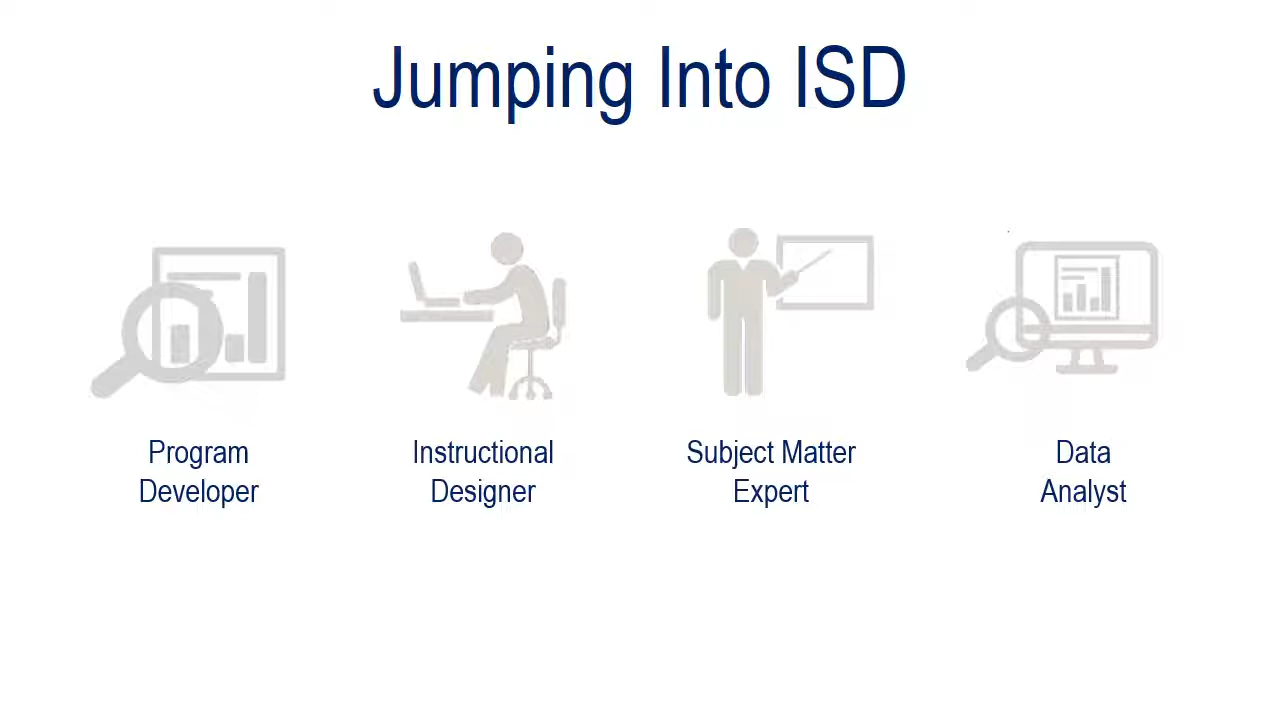 Jumping Into ISD
Program
Developer
Instructional
Designer
Subject Matter
Expert
Data
Analyst